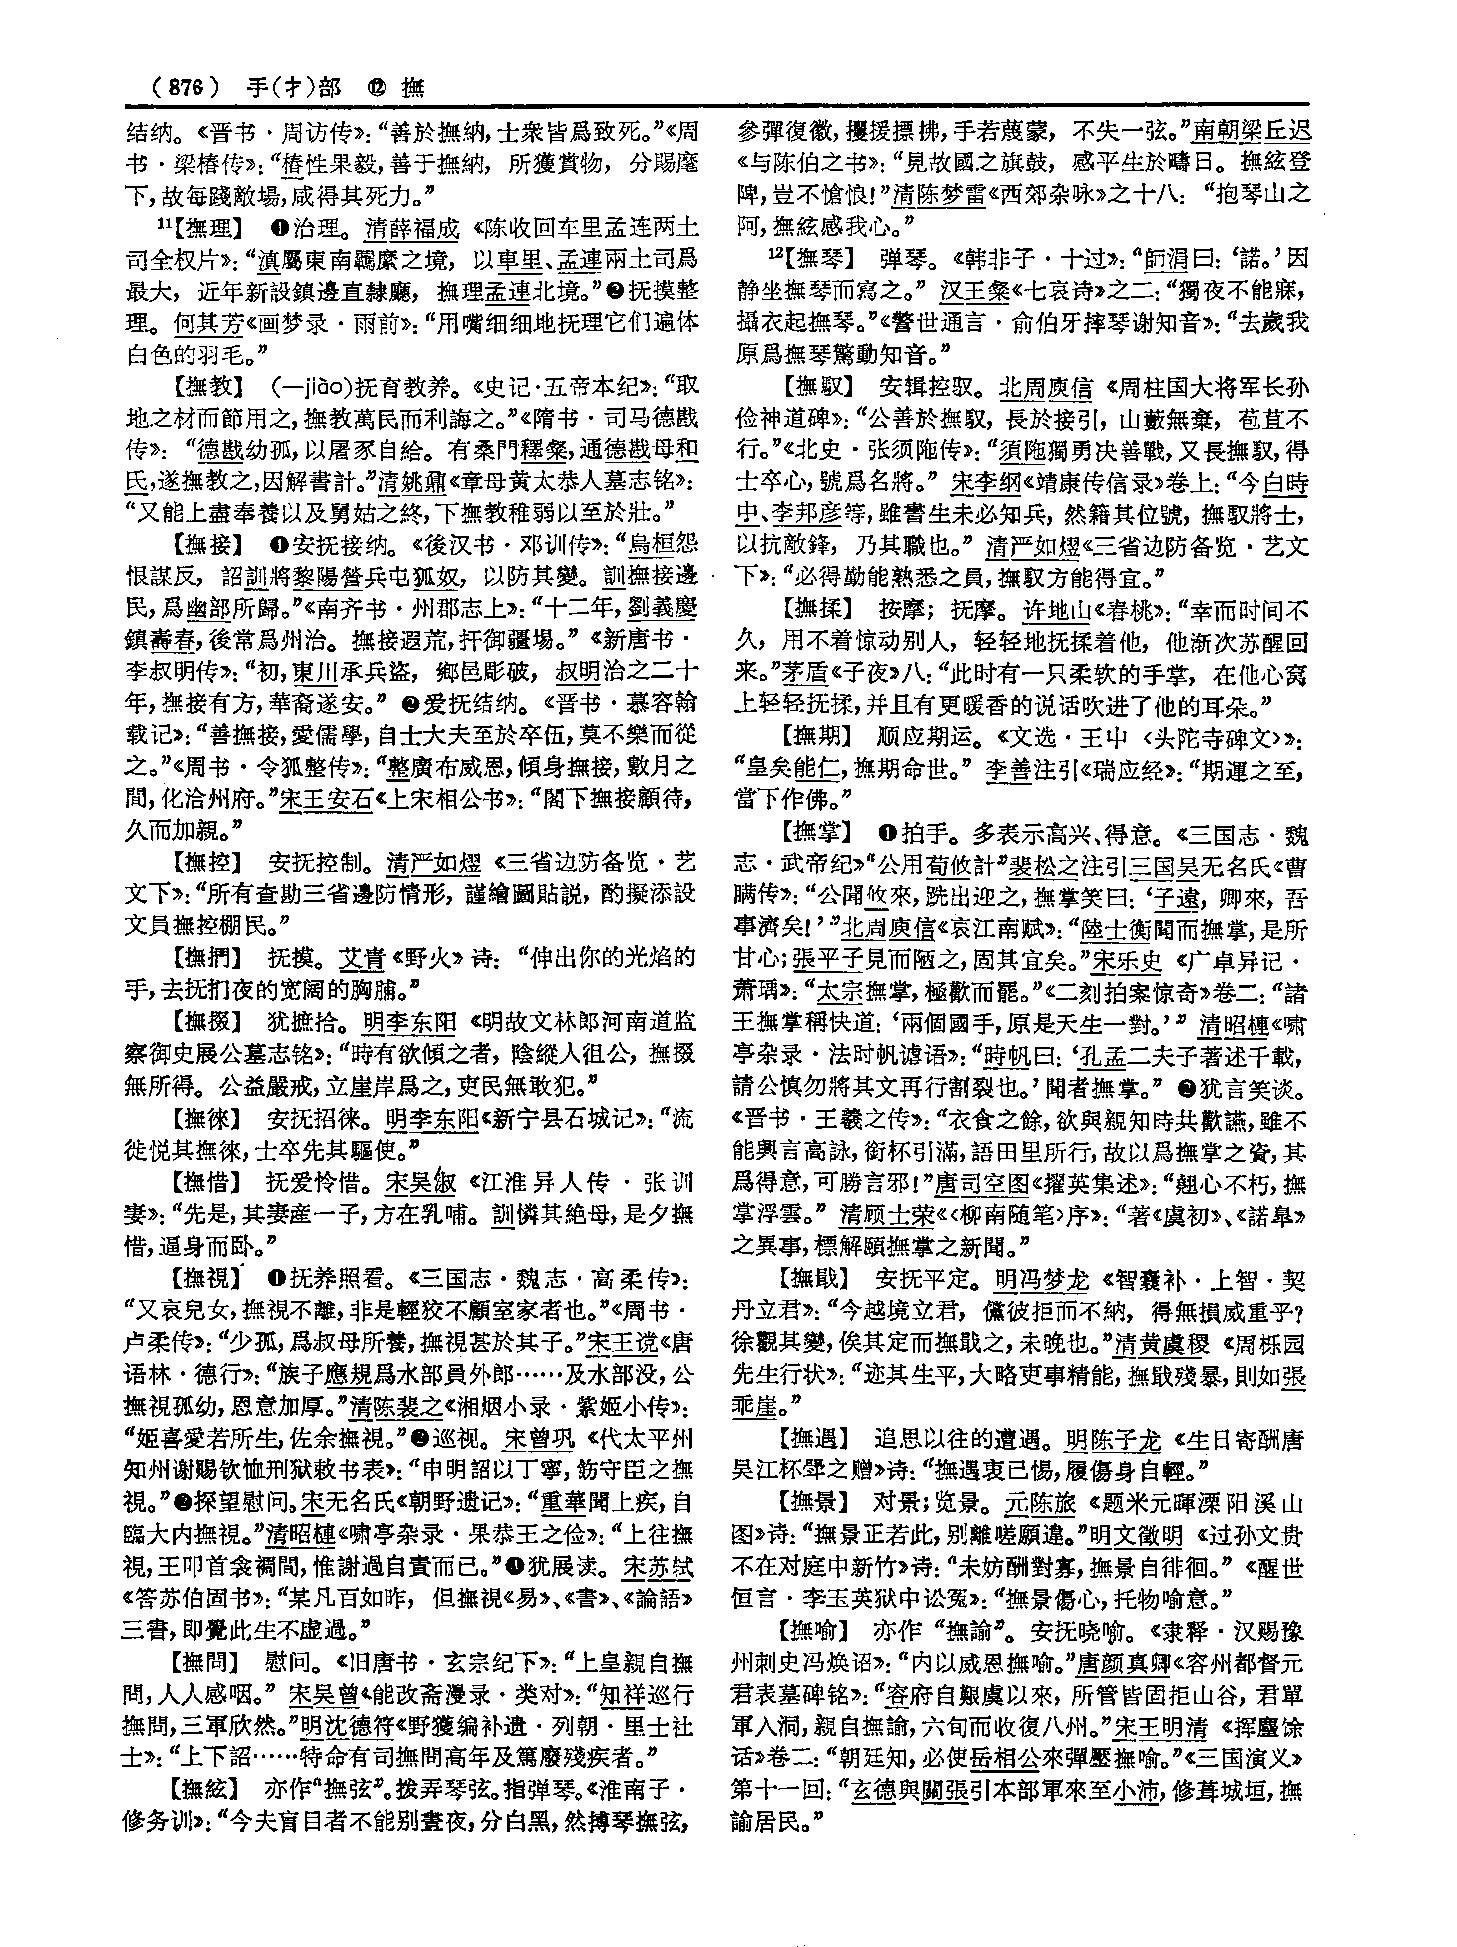 （876） 手(扌)部 ⑫ 撫
结纳。《晋书·周访传》：“善於撫納，士衆皆爲致死。”《周
书·梁椿传》：“椿性果毅，善于撫納，所獲賞物，分賜麾
下，故每踐敵場，咸得其死力。”
11【撫理】 ❶治理。清薛福成《陈收回车里孟连两土
司全权片》：“滇屬東南羈縻之境，以車里、孟連兩土司爲
最大，近年新設鎮邊直隸廳，撫理孟連北境。”❷抚摸整
理。何其芳《画梦录·雨前》：“用嘴细细地抚理它们遍体
白色的羽毛。”
【撫教】 （—jiào）抚育教养。《史记·五帝本纪》：“取
地之材而節用之，撫教萬民而利誨之。”《隋书·司马德戡
传》：“德戡幼孤，以屠豕自給。有桑門釋粲，通德戡母和
氏，遂撫教之，因解書計。”清姚鼐《章母黄太恭人墓志铭》：
“又能上盡奉養以及舅姑之終，下撫教稚弱以至於壯。”
【撫接】 ❶安抚接纳。《後汉书·邓训传》：“烏桓怨
恨謀反，詔訓將黎陽營兵屯狐奴，以防其變。訓撫接邊
民，爲幽部所歸。”《南齐书·州郡志上》：“十二年，劉義慶
鎮壽春，後常爲州治。撫接遐荒，扞御疆埸。”《新唐书·
李叔明传》：“初，東川承兵盜，鄉邑彫破，叔明治之二十
年，撫接有方，華裔遂安。” ❷爱抚结纳。《晋书·慕容翰
载记》：“善撫接，愛儒學，自士大夫至於卒伍，莫不樂而從
之。”《周书·令狐整传》：“整廣布威恩，傾身撫接，數月之
間，化洽州府。”宋王安石《上宋相公书》：“閣下撫接顧待，
久而加親。”
【撫控】 安抚控制。清严如熤《三省边防备览·艺
文下》：“所有查勘三省邊防情形，謹繪圖貼説，酌擬添設
文員撫控棚民。”
【撫捫】 抚摸。艾青《野火》诗：“伸出你的光焰的
手，去抚扪夜的宽阔的胸脯。”
【撫掇】 犹摭拾。明李东阳《明故文林郎河南道监
察御史展公墓志铭》：“時有欲傾之者，陰縱人徂公，撫掇
無所得。公益嚴戒，立崖岸爲之，吏民無敢犯。”
【撫徠】 安抚招徕。明李东阳《新宁县石城记》：“流
徙悦其撫徠，士卒先其驅使。”
【撫惜】 抚爱怜惜。宋吴淑《江淮异人传·张训
妻》：“先是，其妻産一子，方在乳哺。訓憐其絶母，是夕撫
惜，逼身而卧。”
【撫視】 ❶抚养照看。《三国志·魏志·高柔传》：
“又哀兒女，撫視不離，非是輕狡不顧室家者也。”《周书·
卢柔传》：“少孤，爲叔母所養，撫視甚於其子。”宋王谠《唐
语林·德行》：“族子應規爲水部員外郎……及水部没，公
撫視孤幼，恩意加厚。”清陈裴之《湘烟小录·紫姬小传》：
“姬喜愛若所生，佐余撫視。”❷巡视。宋曾巩《代太平州
知州谢赐钦恤刑狱敕书表》：“申明詔以丁寧，飭守臣之撫
視。”❸探望慰问。宋无名氏《朝野遗记》：“重華聞上疾，自
臨大内撫視。”清昭槤《啸亭杂录·果恭王之俭》：“上往撫
視，王叩首衾裯間，惟謝過自責而已。”❹犹展读。宋苏轼
《答苏伯固书》：“某凡百如昨，但撫視《易》、《書》、《論語》
三書，即覺此生不虚過。”
【撫問】 慰问。《旧唐书·玄宗纪下》：“上皇親自撫
問，人人感咽。” 宋吴曾《能改斋漫录·类对》：“知祥巡行
撫問，三軍欣然。”明沈德符《野獲编补遗·列朝·里士社
士》：“上下詔……特命有司撫問高年及篤廢殘疾者。”
【撫絃】 亦作“撫弦”。拨弄琴弦。指弹琴。《淮南子·
修务训》：“今夫盲目者不能别晝夜，分白黑，然搏琴撫弦，
參彈復徽，攫援摽拂，手若蔑蒙，不失一弦。”南朝梁丘迟
《与陈伯之书》：“見故國之旗鼓，感平生於疇日。撫絃登
陴，豈不愴悢！”清陈梦雷《西郊杂咏》之十八：“抱琴山之
阿，撫絃感我心。”
12【撫琴】 弹琴。《韩非子·十过》：“師涓曰：‘諾。’因
静坐撫琴而寫之。” 汉王粲《七哀诗》之二：“獨夜不能寐，
攝衣起撫琴。”《警世通言·俞伯牙摔琴谢知音》：“去歲我
原爲撫琴驚動知音。”
【撫馭】 安辑控驭。北周庾信《周柱国大将军长孙
俭神道碑》：“公善於撫馭，長於接引，山藪無棄，苞苴不
行。”《北史·张须陁传》：“須陁獨勇决善戰，又長撫馭，得
士卒心，號爲名將。” 宋李纲《靖康传信录》卷上：“今白時
中、李邦彦等，雖書生未必知兵，然籍其位號，撫馭將士，
以抗敵鋒，乃其職也。” 清严如熤《三省边防备览·艺文
下》：“必得勤能熟悉之員，撫馭方能得宜。”
【撫揉】 按摩；抚摩。许地山《春桃》：“幸而时间不
久，用不着惊动别人，轻轻地抚揉着他，他渐次苏醒回
来。”茅盾《子夜》八：“此时有一只柔软的手掌，在他心窝
上轻轻抚揉，并且有更暖香的说话吹进了他的耳朵。”
【撫期】 顺应期运。《文选·王屮〈头陀寺碑文〉》：
“皇矣能仁，撫期命世。” 李善注引《瑞应经》：“期運之至，
當下作佛。”
【撫掌】 ❶拍手。多表示高兴、得意。《三国志·魏
志·武帝纪》“公用荀攸計”裴松之注引三国吴无名氏《曹
瞒传》：“公聞攸來，跣出迎之，撫掌笑曰：‘子遠，卿來，吾
事濟矣！’”北周庾信《哀江南赋》：“陸士衡聞而撫掌，是所
甘心；張平子見而陋之，固其宜矣。”宋乐史《广卓异记·
萧瑀》：“太宗撫掌，極歡而罷。”《二刻拍案惊奇》卷二：“諸
王撫掌稱快道：‘兩個國手，原是天生一對。’” 清昭槤《啸
亭杂录·法时帆谑语》：“時帆曰：‘孔孟二夫子著述千載，
請公慎勿將其文再行割裂也。’聞者撫掌。” ❷犹言笑谈。
《晋书·王羲之传》：“衣食之餘，欲與親知時共歡讌，雖不
能興言高詠，銜杯引滿，語田里所行，故以爲撫掌之資，其
爲得意，可勝言邪！”唐司空图《擢英集述》：“翹心不朽，撫
掌浮雲。” 清顾士荣《〈柳南随笔〉序》：“著《虞初》、《諾皋》
之異事，標解頤撫掌之新聞。”
【撫戢】 安抚平定。明冯梦龙《智囊补·上智·契
丹立君》：“今越境立君，儻彼拒而不納，得無損威重乎？
徐觀其變，俟其定而撫戢之，未晚也。”清黄虞稷《周栎园
先生行状》：“迹其生平，大略吏事精能，撫戢殘暴，則如張
乖崖。”
【撫遇】 追思以往的遭遇。明陈子龙《生日寄酬唐
吴江杯斝之赠》诗：“撫遇衷已惕，履傷身自輕。”
【撫景】 对景；览景。元陈旅《题米元暉溧阳溪山
图》诗：“撫景正若此，别離嗟願違。”明文徵明《过孙文贵
不在对庭中新竹》诗：“未妨酬對寡，撫景自徘徊。”《醒世
恒言·李玉英狱中讼冤》：“撫景傷心，托物喻意。”
【撫喻】 亦作“撫諭”。安抚晓喻。《隶释·汉赐豫
州刺史冯焕诏》：“内以威恩撫喻。”唐颜真卿《容州都督元
君表墓碑铭》：“容府自艱虞以來，所管皆固拒山谷，君單
軍入洞，親自撫諭，六旬而收復八州。”宋王明清《挥麈馀
话》卷二：“朝廷知，必使岳相公來彈壓撫喻。”《三国演义》
第十一回：“玄德與關張引本部軍來至小沛，修葺城垣，撫
諭居民。”